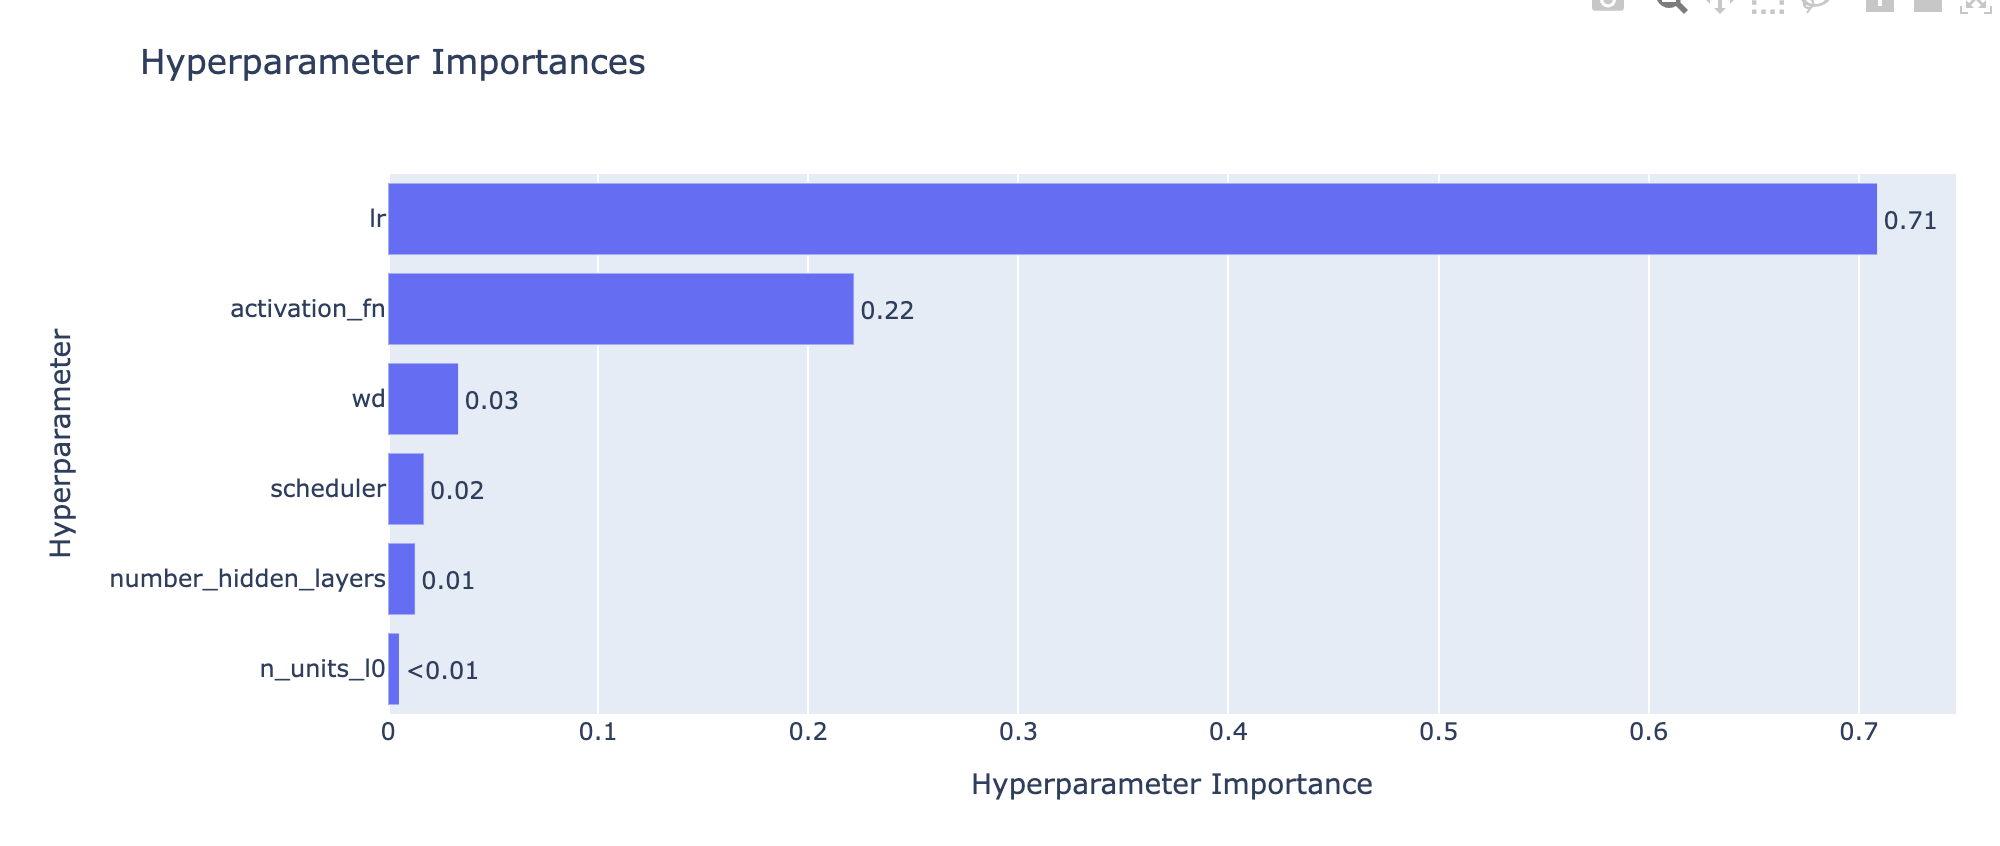 Hyperparameter Importances
Hyperparameter
lr
0.71
activation_fn
0.22
wd
0.03
scheduler
0.02
number_hidden_layers
0.01
n_units_l0
<0.01
0
0.1
0.2
0.3
0.4
0.5
0.6
0.7
Hyperparameter Importance